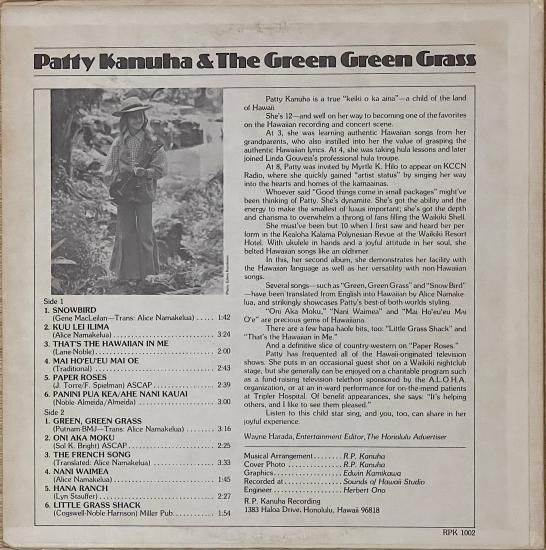 Patty Kanuha & The Green Green Grass
Patty Kanuha is a true "keiki o ka aina"—a child of the land
of Hawaii.
She's 12—and well on her way to becoming one of the favorites
on the Hawaiian recording and concert scene.
At 3, she was learning authentic Hawaiian songs from her
grandparents, who also instilled into her the value of grasping the
authentic Hawaiian lyrics. At 4, she was taking hula lessons and later
joined Linda Gouveia's professional hula troupe.
At 8, Patty was invited by Myrtle K. Hilo to appear on KCCN
Radio, where she quickly gained "artist status" by singing her way
into the hearts and homes of the kamaainas.
Whoever said "Good things come in small packages" might've
been thinking of Patty. She's dynamite. She's got the ability and the
energy to make the smallest of luaus important; she's got the depth
and charisma to overwhelm a throng of fans filling the Waikiki Shell.
She must've been but 10 when I first saw and heard her per-
form in the Kealoha Kalama Polynesian Revue at the Waikiki Resort
Hotel. With ukulele in hands and a joyful attitude in her soul, she
belted Hawaiian songs like an oldtimer
In this, her second album, she demonstrates her facility with
the Hawaiian language as well as her versatility with non-Hawaiian
songs.
Several songs—such as "Green, Green Grass" and "Snow Bird"
—have been translated from English into Hawaiian by Alice Namake-
lua, and strikingly showcases Patty's best-of both worlds styling.
"Oni Aka Moku," "Nani Waimea" and "Mai Ho'eu'eu Mai
O'e" are precious gems of Hawaiiana.
There are a few hapa-haole bits, too: "Little Grass Shack" and
"That's the Hawaiian in Me."
And a definitive slice of country-western on "Paper Roses."
Patty has frequented all of the Hawaii-originated television
shows. She puts in an occasional guest shot on a Waikiki nightclub
stage, but she generally can be enjoyed on a charitable program such
as a fund-raising telethon sponsored by the A.L.O.H.A.
organization, or at an in ward performance for on-the-mend patients
at Tripler Hospital. Of benefit appearances, she says: "It's helping
others, and I like to see them pleased."
Listen to this child star sing, and you, too, can share in her
joyful experience.
Wayne Harada, Entertainment Editor, The Honolulu Advertiser
Side 1
1. SNOWBIRD
(Gene MacLellan—Trans: Alice Namakelua) ..... 1:42
2. KUU LEI ILIMA
(Alice Namakelua) ..... 3:24
3. THAT'S THE HAWAIIAN IN ME
(Lane-Noble) ..... 2:00
4. MAI HO'EU'EU MAI OE
(Traditional) ..... 2:43
5. PAPER ROSES
(J. Torre/F. Spielman) ASCAP ..... 2:39
6. PANINI PUA KEA/AHE NANI KAUAI
(Noble-Almeida/Almeida) ..... 3:00
Side 2
1. GREEN, GREEN GRASS
(Putnam-BMJ—Trans: Alice Namakelua) ..... 3:16
2. ONI AKA MOKU
(Sol K. Bright) ASCAP ..... 2:25
3. THE FRENCH SONG
(Translated: Alice Namakelua) ..... 3:33
4. NANI WAIMEA
(Alice Namakelua) ..... 1:45
5. HANA RANCH
(Lyn Stauffer) ..... 2:27
6. LITTLE GRASS SHACK
(Cogswell-Noble Harrison) Miller Pub. ..... 1:54
Musical Arrangement ........ R.P. Kanuha
Cover Photo ........ R.P. Kanuha
Graphics ........ Edwin Kamikawa
Recorded at ........ Sounds of Hawaii Studio
Engineer ........ Herbert Ono
R.P. Kanuha Recording
1383 Haloa Drive, Honolulu, Hawaii 96818
RPK 1002